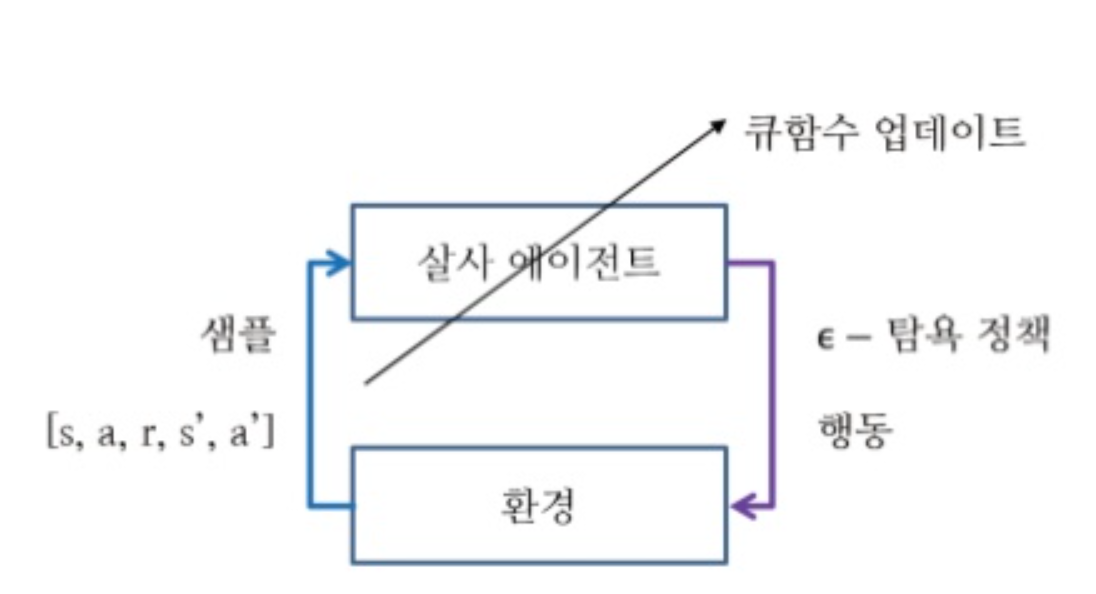 큐함수 업데이트
살사 에이전트
샘플
ϵ – 탐욕 정책
[s, a, r, s’, a’]
행동
환경